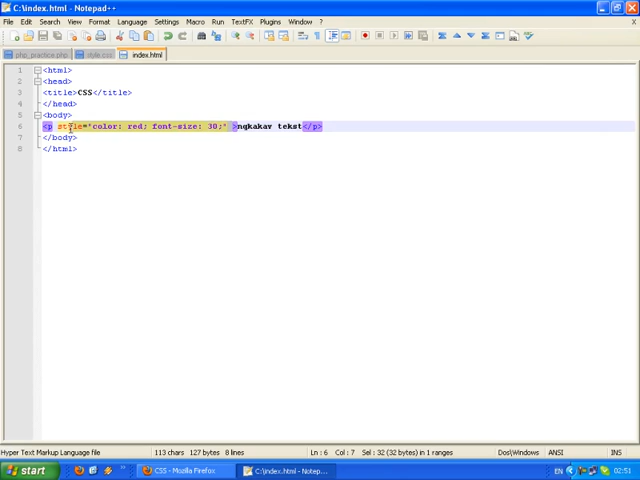 C:\index.html - Notepad++
File Edit Search View Format Language Settings Macro Run TextFX Plugins Window ?
X
php_practice.php style.css index.html
1 <html>
2 <head>
3 <title>CSS</title>
4 </head>
5 <body>
6 <p style="color: red; font-size: 30;" >ngkakav tekst</p>
7 </body>
8 </html>
Hyper Text Markup Language file 113 chars 127 bytes 8 lines Ln : 6 Col : 7 Sel : 32 (32 bytes) in 1 ranges Dos\Windows ANSI INS
start CSS - Mozilla Firefox C:\index.html - Notep... EN 02:51